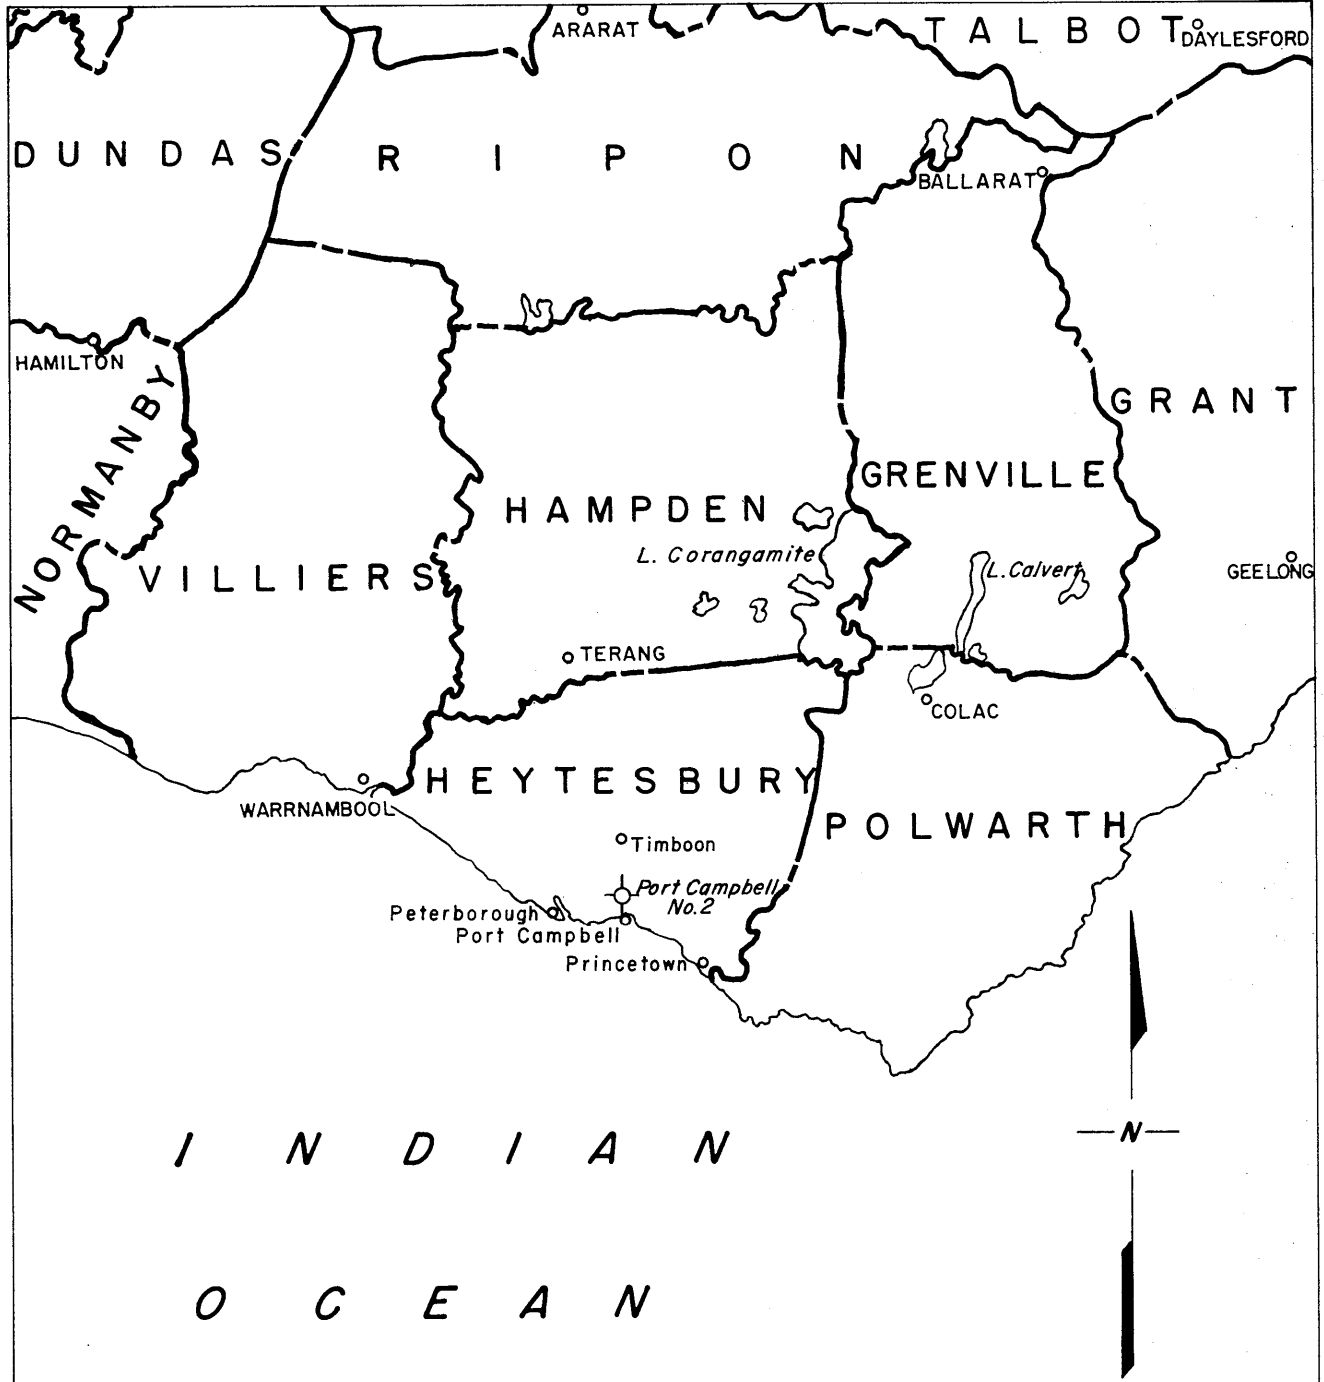 TALBOT
ARARAT
DAYLESFORD
DUNDAS
RIPON
BALLARAT
HAMILTON
NORMANBY
GRANT
GRENVILLE
HAMPDEN
L. Corangamite
L. Calvert
GEELONG
VILLIERS
TERANG
COLAC
HEYTESBURY
WARRNAMBOOL
POLWARTH
Timboon
Port Campbell
No.2
Peterborough
Port Campbell
Princetown
N
INDIAN
OCEAN